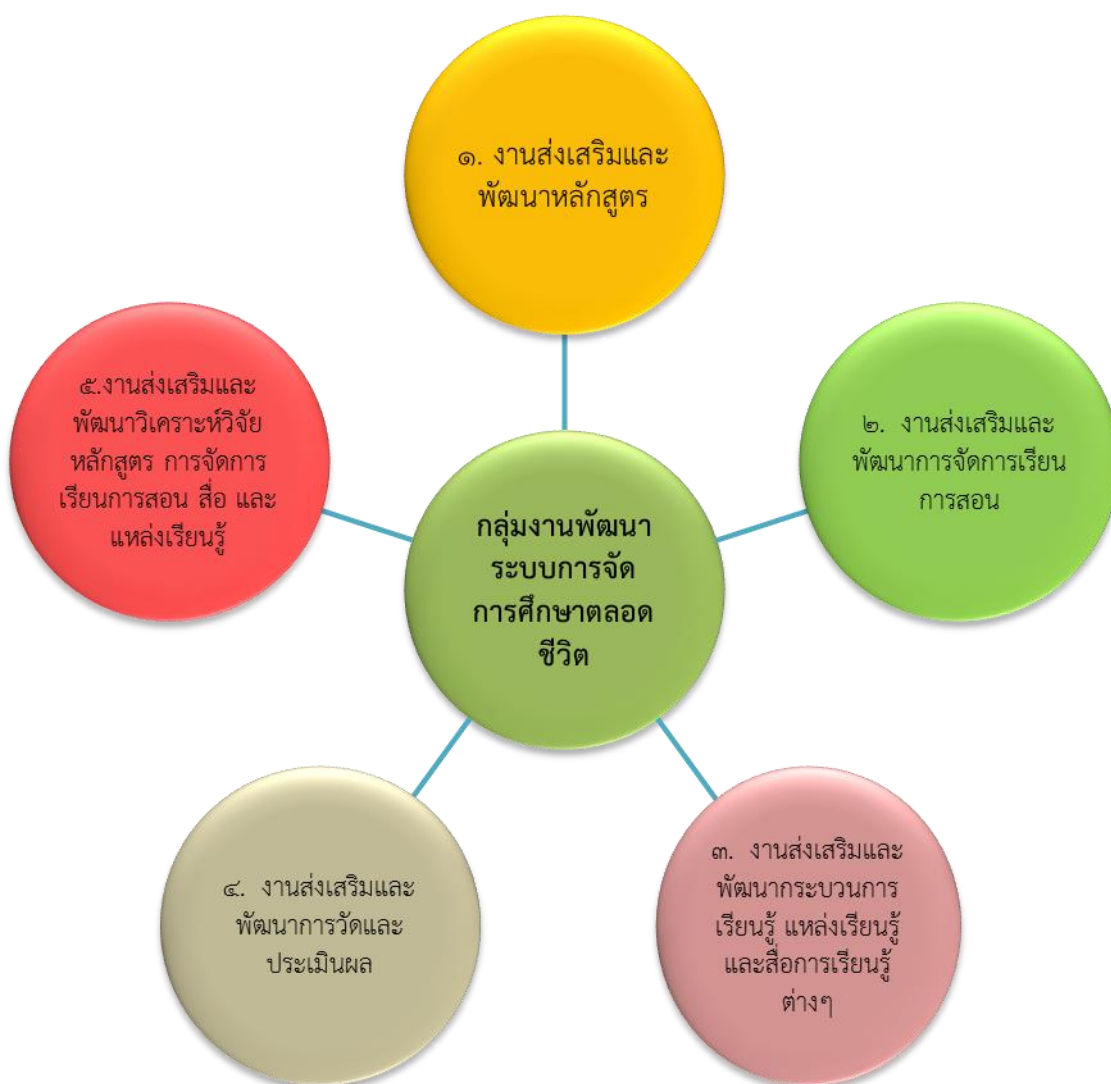 ๑. งานส่งเสริมและ
พัฒนาหลักสูตร
๒. งานส่งเสริมและ
พัฒนาการจัดการเรียน
การสอน
๓. งานส่งเสริมและ
พัฒนากระบวนการ
เรียนรู้ แหล่งเรียนรู้
และสื่อการเรียนรู้
ต่างๆ
๔. งานส่งเสริมและ
พัฒนาการวัดและ
ประเมินผล
๕.งานส่งเสริมและ
พัฒนาวิเคราะห์วิจัย
หลักสูตร การจัดการ
เรียนการสอน สื่อ และ
แหล่งเรียนรู้
กลุ่มงานพัฒนา
ระบบการจัด
การศึกษาตลอด
ชีวิต